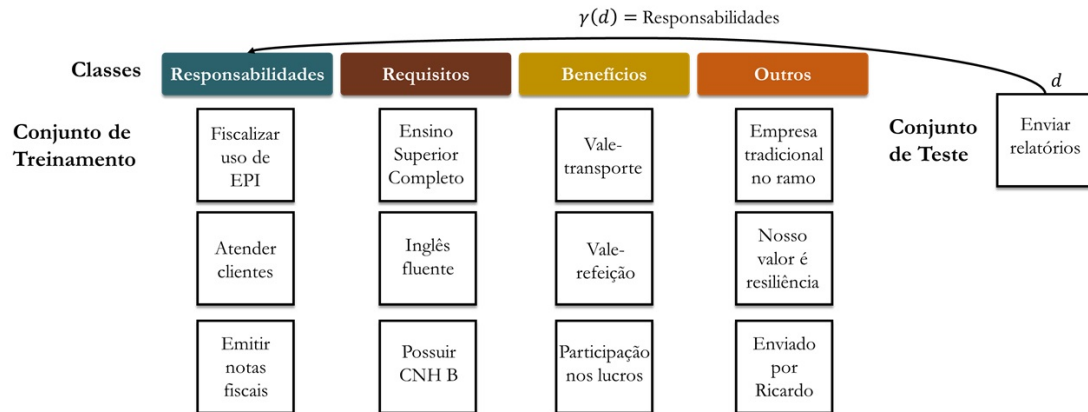 γ(d) = Responsabilidades
Classes
Responsabilidades
Requisitos
Benefícios
Outros
d
Conjunto de
Treinamento
Fiscalizar
uso de
EPI
Ensino
Superior
Completo
Vale-
transporte
Empresa
tradicional
no ramo
Conjunto
de Teste
Enviar
relatórios
Atender
clientes
Inglês
fluente
Vale-
refeição
Nosso
valor é
resiliência
Emitir
notas
fiscais
Possuir
CNH B
Participação
nos lucros
Enviado
por
Ricardo